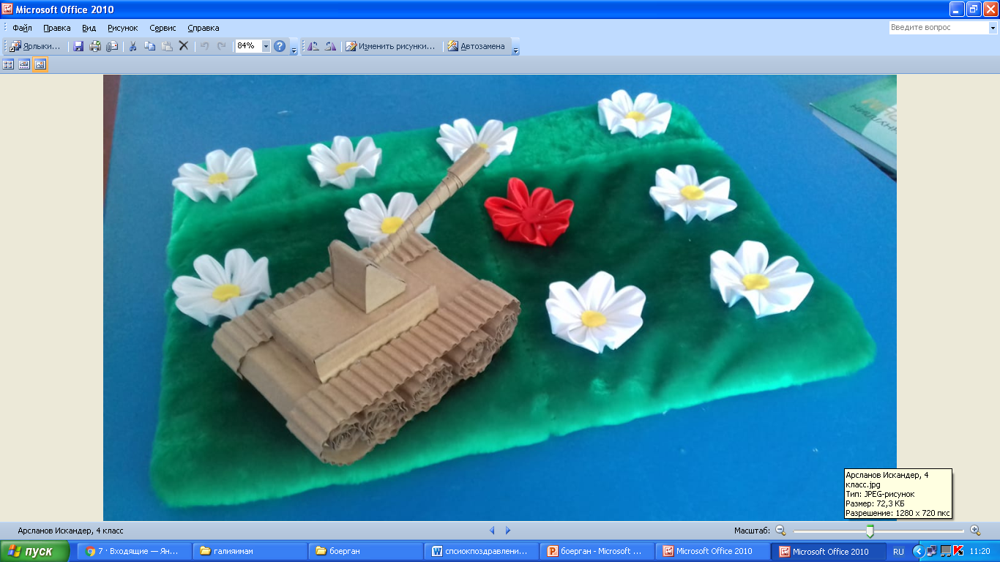 Microsoft Office 2010
Файл Правка Вид Рисунок Сервис Справка
Введите вопрос
Ярлыки... 84% Изменить рисунки... Автозамена
Арсланов Искандер, 4
класс.jpg
Тип: JPEG-рисунок
Размер: 72,3 КБ
Разрешение: 1280 x 720 пкс
Арсланов Искандер, 4 класс
Масштаб:
пуск
7 · Входящие — Ян...
галияимам
боерган
спсиокпоздравлени...
боерган - Microsoft ...
Microsoft Office 2010
Microsoft Office 2010
RU
11:20